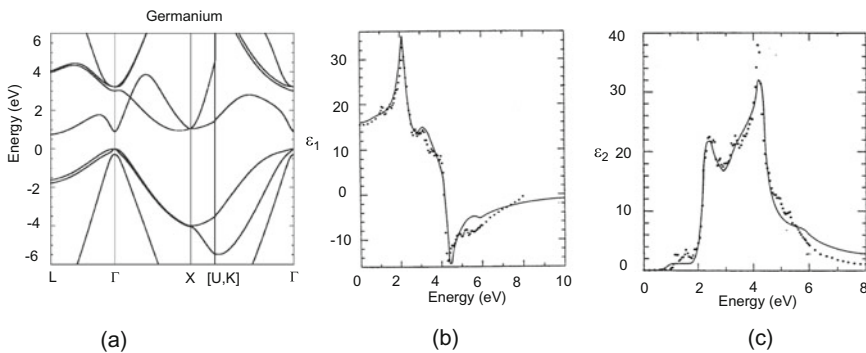 Germanium
6
4
2
0
-2
-4
-6
Energy (eV)
L Γ X [U,K] Γ
(a)
30
20
10
0
-10
ε1
0 2 4 6 8 10
Energy (eV)
(b)
40
30
20
10
0
ε2
0 2 4 6 8
Energy (eV)
(c)